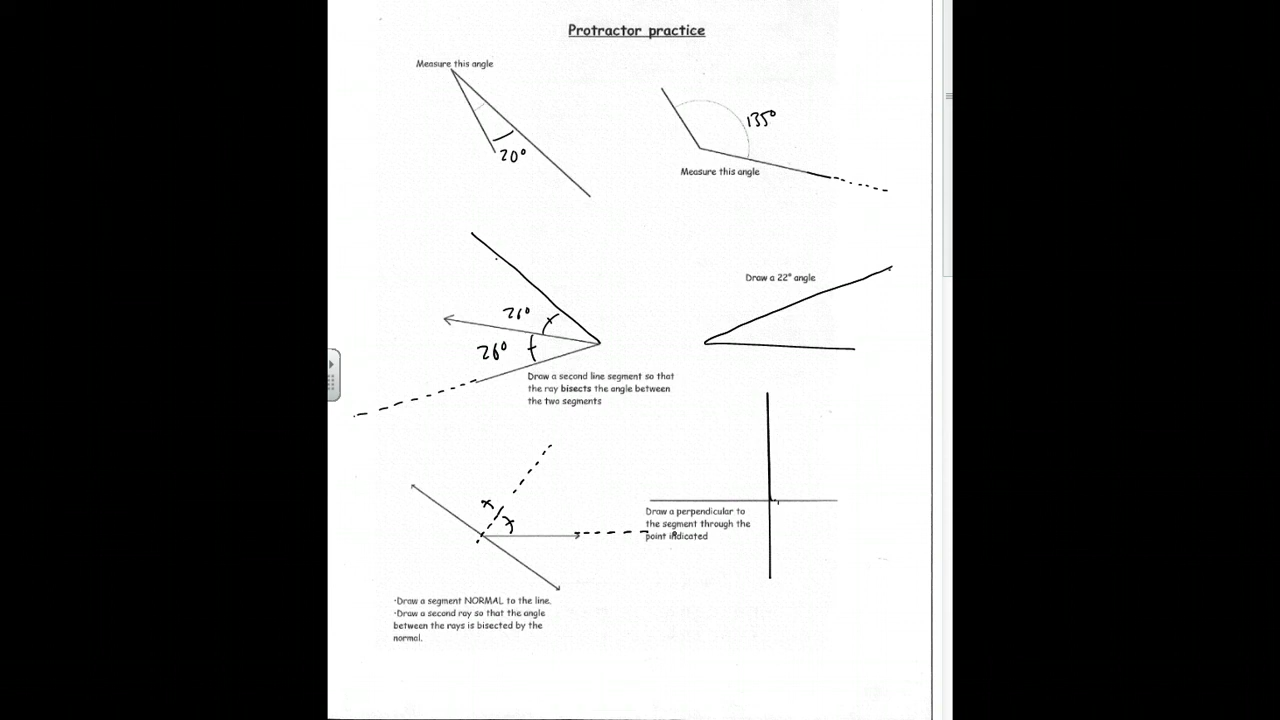 Protractor practice
Measure this angle
20°
135°
Measure this angle
26°
26°
Draw a second line segment so that
the ray bisects the angle between
the two segments
Draw a 22° angle
x
x
Draw a perpendicular to
the segment through the
point indicated
·Draw a segment NORMAL to the line.
·Draw a second ray so that the angle
between the rays is bisected by the
normal.